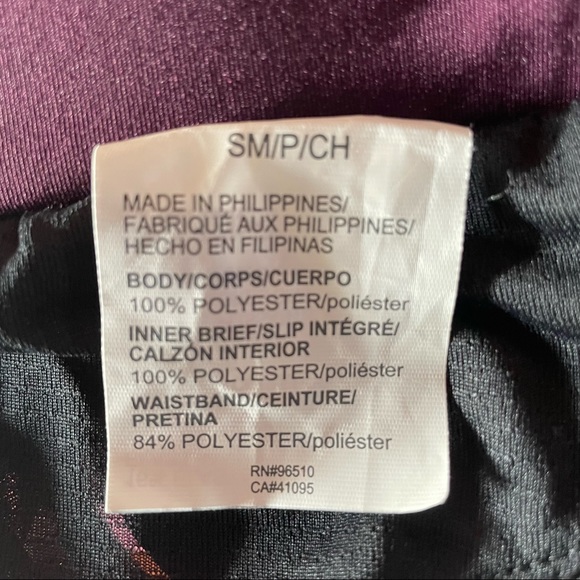 SM/P/CH
MADE IN PHILIPPINES/
FABRIQUÉ AUX PHILIPPINES/
HECHO EN FILIPINAS
BODY/CORPS/CUERPO
100% POLYESTER/poliéster
INNER BRIEF/SLIP INTÉGRÉ/
CALZÓN INTERIOR
100% POLYESTER/poliéster
WAISTBAND/CEINTURE/
PRETINA
84% POLYESTER/poliéster
RN#96510
CA#41095